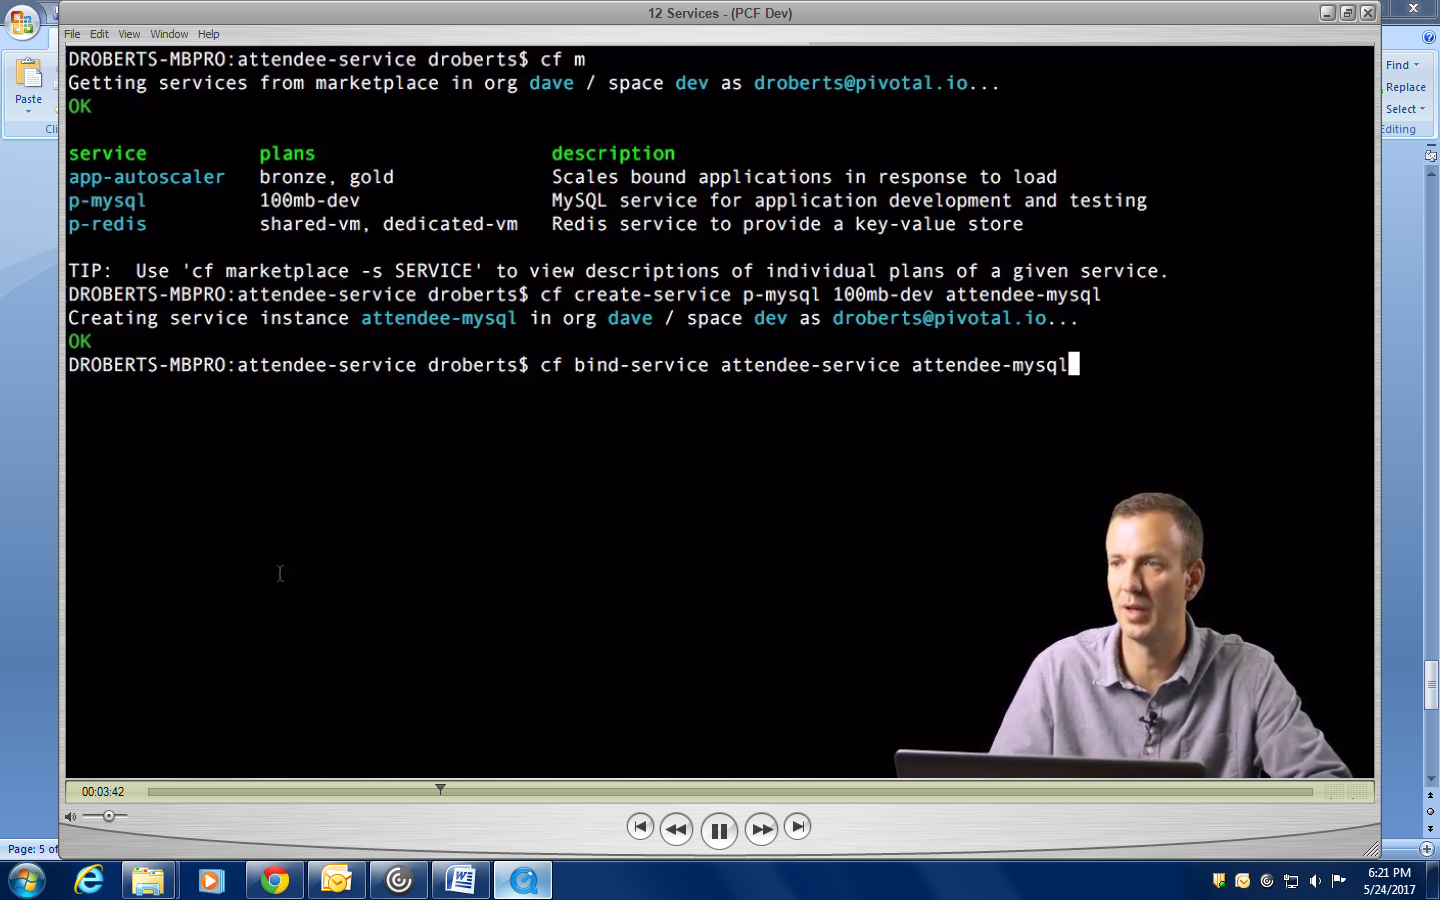 12 Services - (PCF Dev)
File Edit View Window Help
DROBERTS-MBPRO:attendee-service droberts$ cf m
Getting services from marketplace in org dave / space dev as droberts@pivotal.io...
OK
service plans description
app-autoscaler bronze, gold Scales bound applications in response to load
p-mysql 100mb-dev MySQL service for application development and testing
p-redis shared-vm, dedicated-vm Redis service to provide a key-value store
TIP: Use 'cf marketplace -s SERVICE' to view descriptions of individual plans of a given service.
DROBERTS-MBPRO:attendee-service droberts$ cf create-service p-mysql 100mb-dev attendee-mysql
Creating service instance attendee-mysql in org dave / space dev as droberts@pivotal.io...
OK
DROBERTS-MBPRO:attendee-service droberts$ cf bind-service attendee-service attendee-mysql
Paste
Find
Replace
Select
Editing
00:03:42
Page: 5 of
6:21 PM
5/24/2017